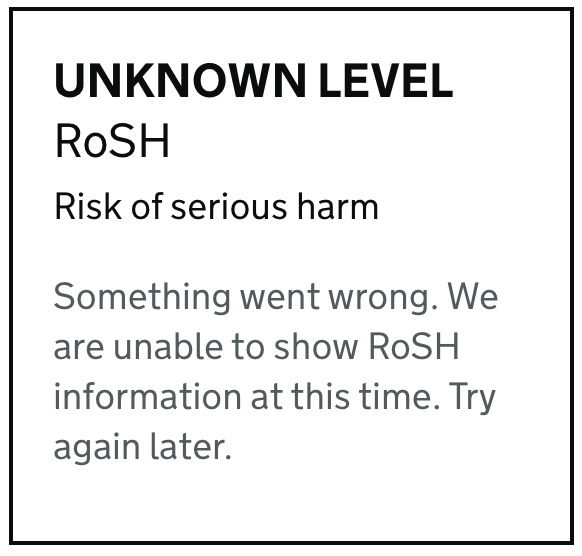 UNKNOWN LEVEL
RoSH
Risk of serious harm
Something went wrong. We
are unable to show RoSH
information at this time. Try
again later.